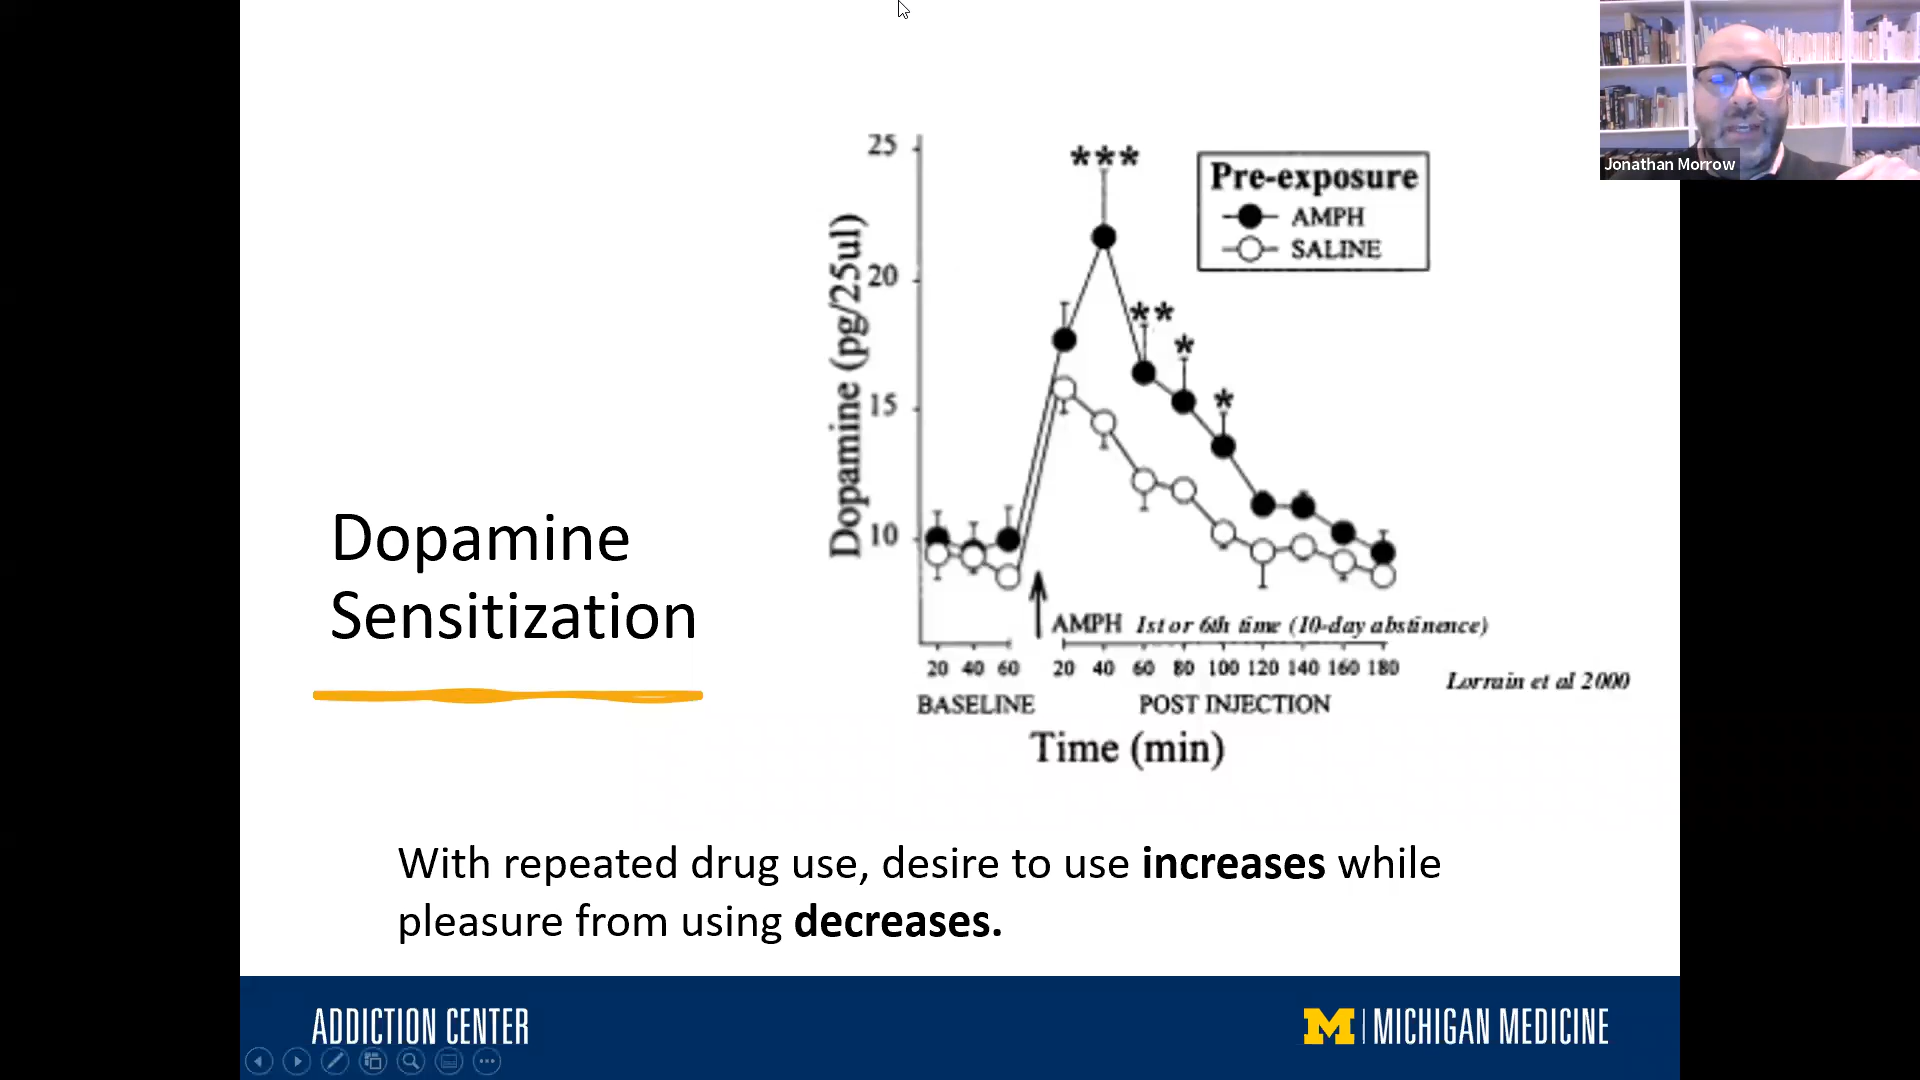 Jonathan Morrow
25
***
Pre-exposure
AMPH
SALINE
Dopamine (pg/25ul)
20
**
*
15
*
10
Dopamine
Sensitization
AMPH 1st or 6th time (10-day abstinence)
20 40 60 20 40 60 80 100 120 140 160 180
Lorrain et al 2000
BASELINE POST INJECTION
Time (min)
With repeated drug use, desire to use increases while
pleasure from using decreases.
ADDICTION CENTER
M | MICHIGAN MEDICINE